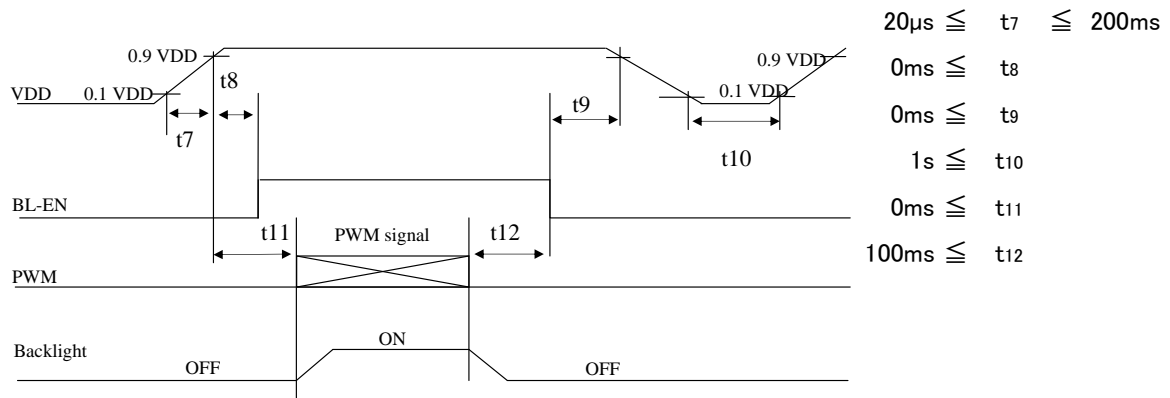 20μs ≦ t7 ≦ 200ms
0.9 VDD
0.9 VDD
t8
0ms ≦ t8
VDD
0.1 VDD
t9
0.1 VDD
0ms ≦ t9
t7
t10
1s ≦ t10
BL-EN
0ms ≦ t11
t11
PWM signal
t12
100ms ≦ t12
PWM
ON
Backlight
OFF
OFF